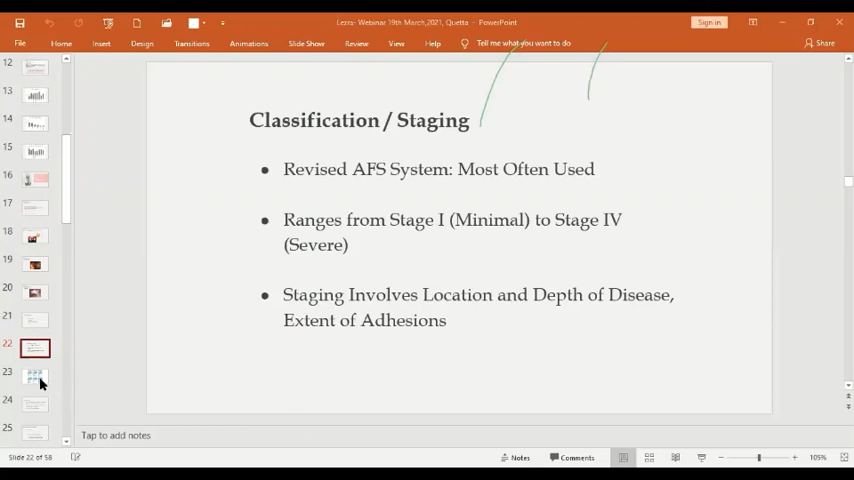 Lezra- Webinar 19th March,2021, Quetta - PowerPoint
Sign in
File Home Insert Design Transitions Animations Slide Show Review View Help Tell me what you want to do Share
12
13
14
15
16
17
18
19
20
21
22
23
24
25
Classification / Staging
● Revised AFS System: Most Often Used
● Ranges from Stage I (Minimal) to Stage IV
(Severe)
● Staging Involves Location and Depth of Disease,
Extent of Adhesions
Tap to add notes
Slide 22 of 58 Notes Comments 105%